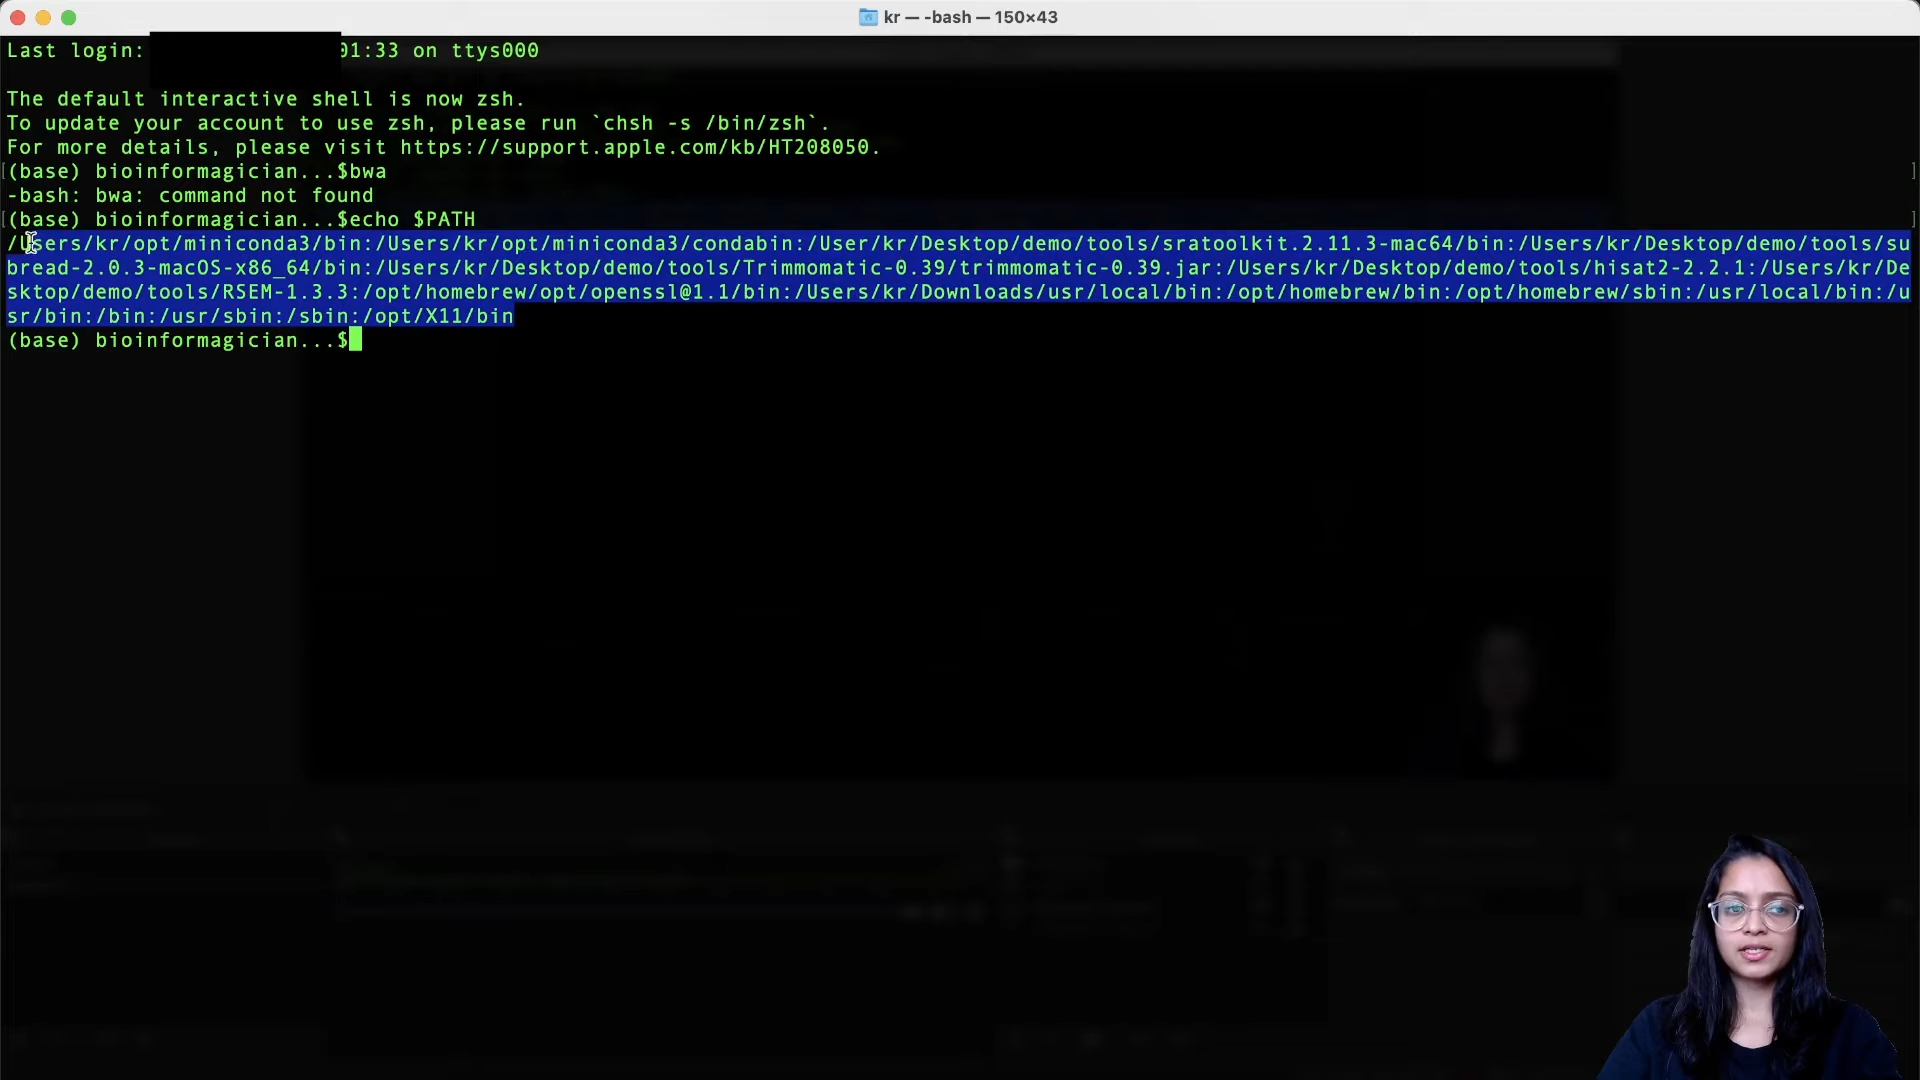 kr — -bash — 150×43
Last login: 01:33 on ttys000
The default interactive shell is now zsh.
To update your account to use zsh, please run `chsh -s /bin/zsh`.
For more details, please visit https://support.apple.com/kb/HT208050.
[(base) bioinformagician...$bwa ]
-bash: bwa: command not found
[(base) bioinformagician...$echo $PATH ]
/Users/kr/opt/miniconda3/bin:/Users/kr/opt/miniconda3/condabin:/User/kr/Desktop/demo/tools/sratoolkit.2.11.3-mac64/bin:/Users/kr/Desktop/demo/tools/su
bread-2.0.3-macOS-x86_64/bin:/Users/kr/Desktop/demo/tools/Trimmomatic-0.39/trimmomatic-0.39.jar:/Users/kr/Desktop/demo/tools/hisat2-2.2.1:/Users/kr/De
sktop/demo/tools/RSEM-1.3.3:/opt/homebrew/opt/openssl@1.1/bin:/Users/kr/Downloads/usr/local/bin:/opt/homebrew/bin:/opt/homebrew/sbin:/usr/local/bin:/u
sr/bin:/bin:/usr/sbin:/sbin:/opt/X11/bin
(base) bioinformagician...$